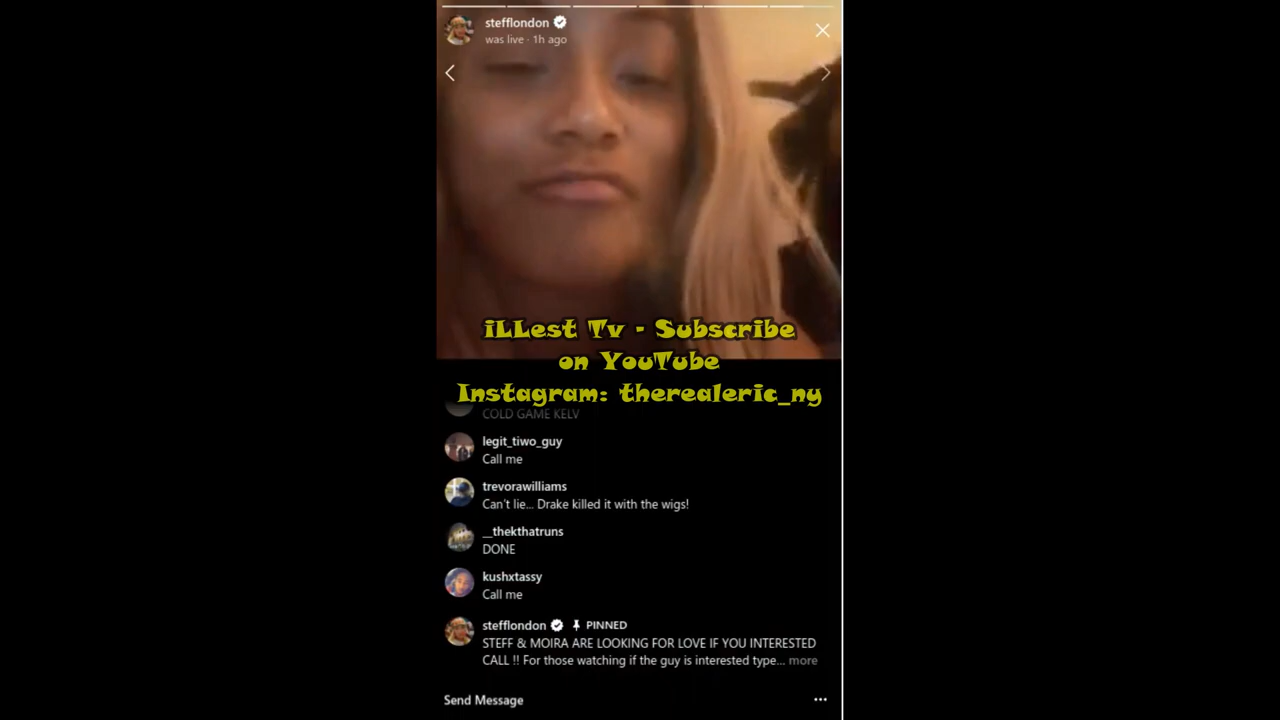 stefflondon
was live · 1h ago
iLLest Tv - Subscribe
on YouTube
Instagram: therealeric_ny
COLD GAME KELV
legit_tiwo_guy
Call me
trevorawilliams
Can't lie... Drake killed it with the wigs!
__thekthatruns
DONE
kushxtassy
Call me
stefflondon PINNED
STEFF & MOIRA ARE LOOKING FOR LOVE IF YOU INTERESTED
CALL !! For those watching if the guy is interested type... more
Send Message